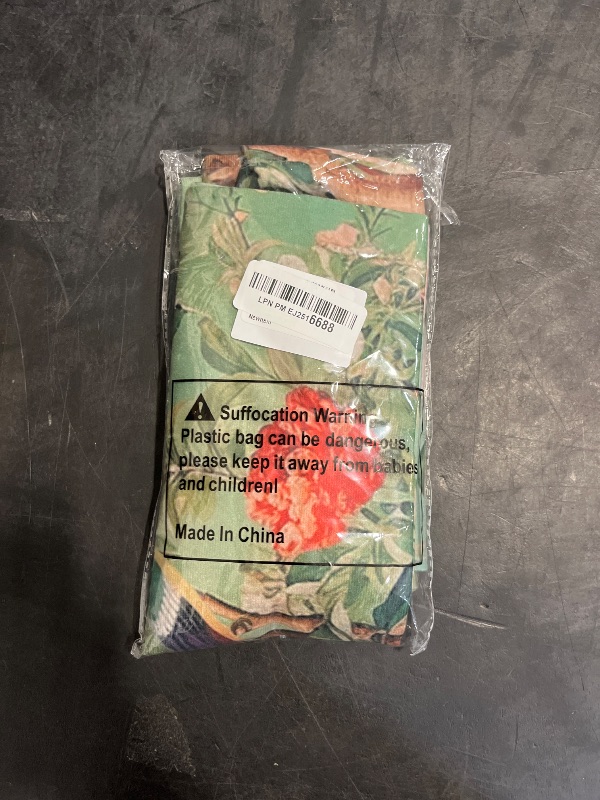 LPN PM EJ2516688
Suffocation Warning
Plastic bag can be dangerous,
please keep it away from babies
and childrenI
Made In China